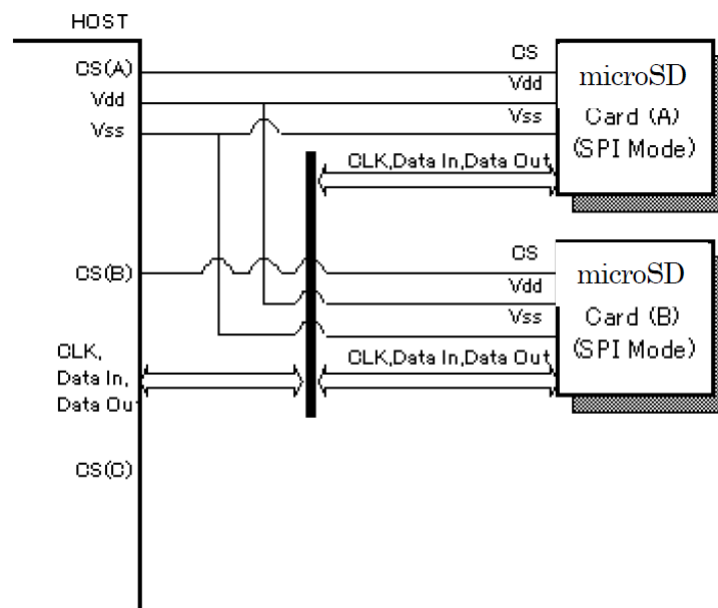 HOST
CS(A)
Vdd
Vss
CS
Vdd
Vss
microSD
Card (A)
(SPI Mode)
CLK,Data In,Data Out
CS(B)
CS
Vdd
Vss
microSD
Card (B)
(SPI Mode)
CLK,Data In,Data Out
CLK,
Data In,
Data Ou
CS(C)